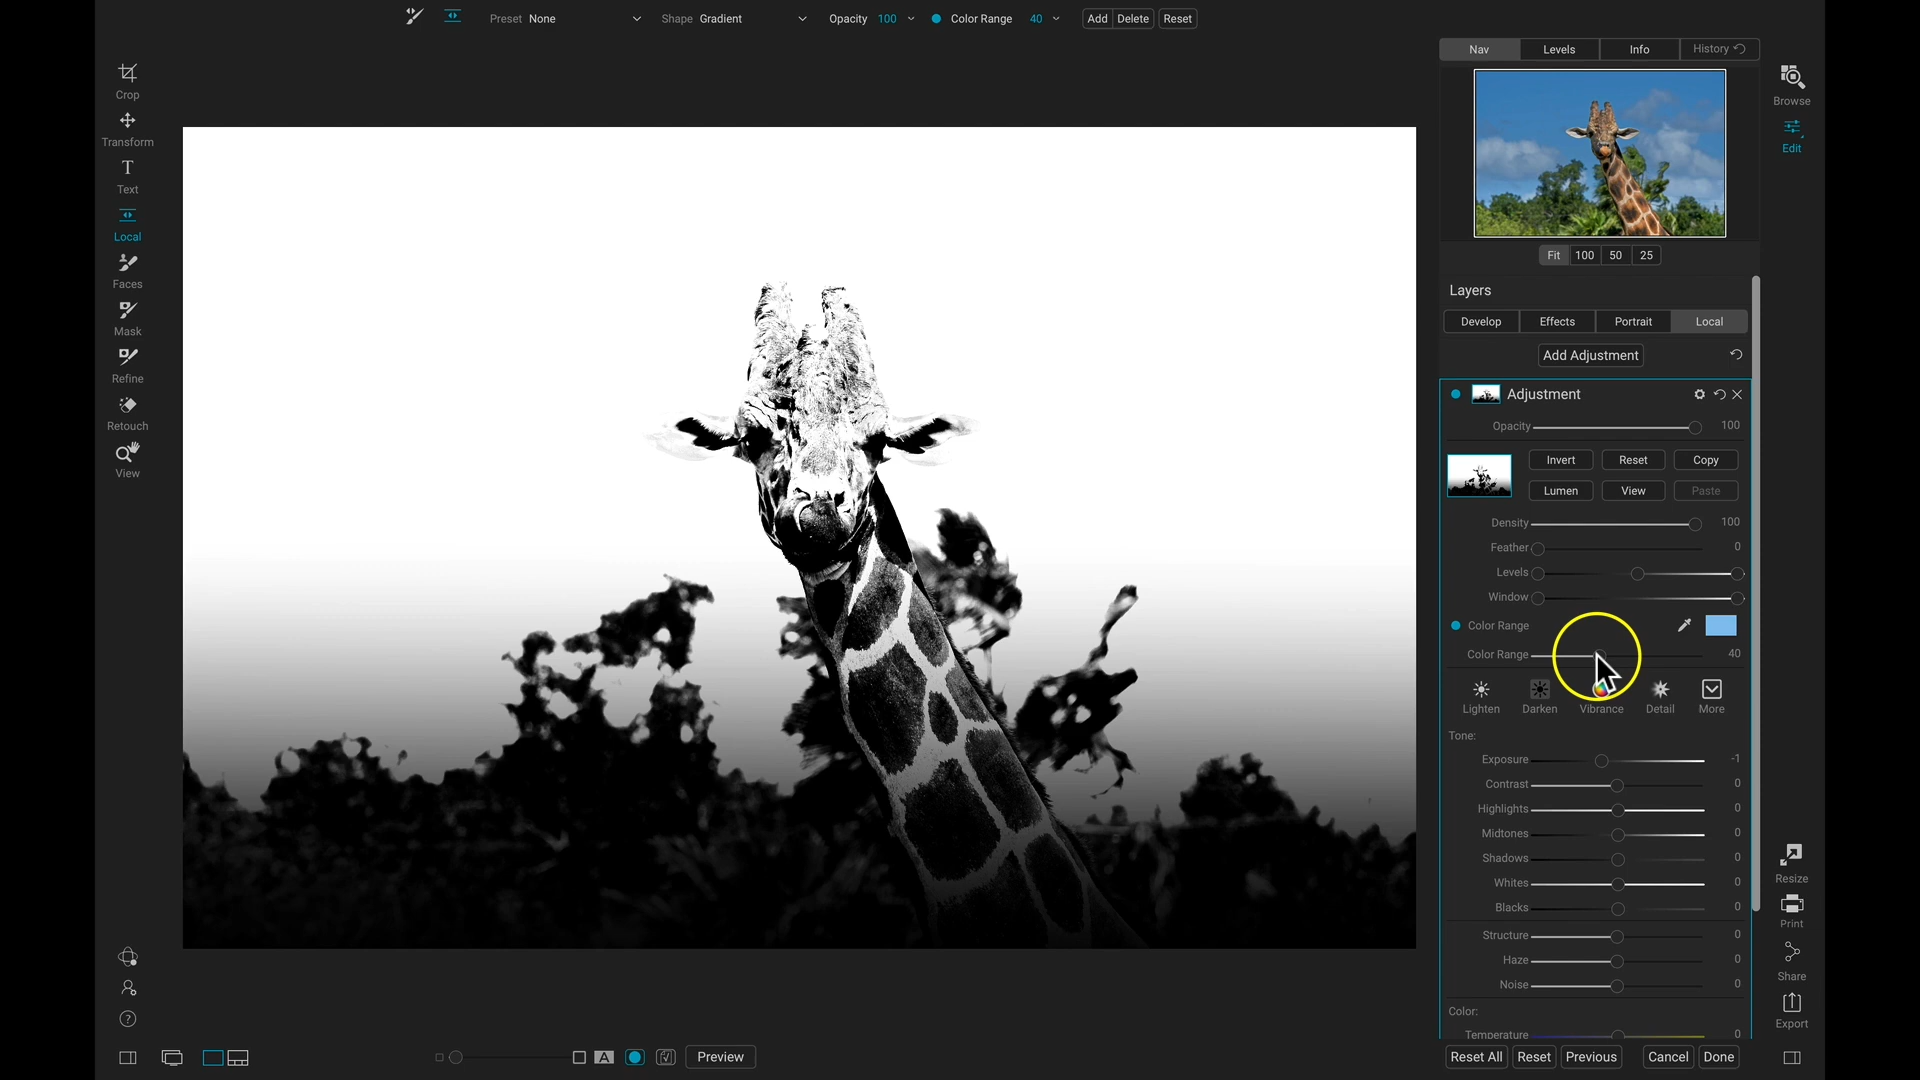 Preset None Shape Gradient Opacity 100 Color Range 40 Add Delete Reset
Crop
Transform
Text
Local
Faces
Mask
Refine
Retouch
View
Nav Levels Info History
Browse
Edit
Fit 100 50 25
Layers
Develop Effects Portrait Local
Add Adjustment
Adjustment
Opacity 100
Invert Reset Copy
Lumen View Paste
Density 100
Feather 0
Levels
Window
Color Range
Color Range 40
Lighten Darken Vibrance Detail More
Tone:
Exposure -1
Contrast 0
Highlights 0
Midtones 0
Shadows 0
Whites 0
Blacks 0
Structure 0
Haze 0
Noise 0
Color:
Temperature 0
Resize
Print
Share
Export
A Preview
Reset All Reset Previous Cancel Done